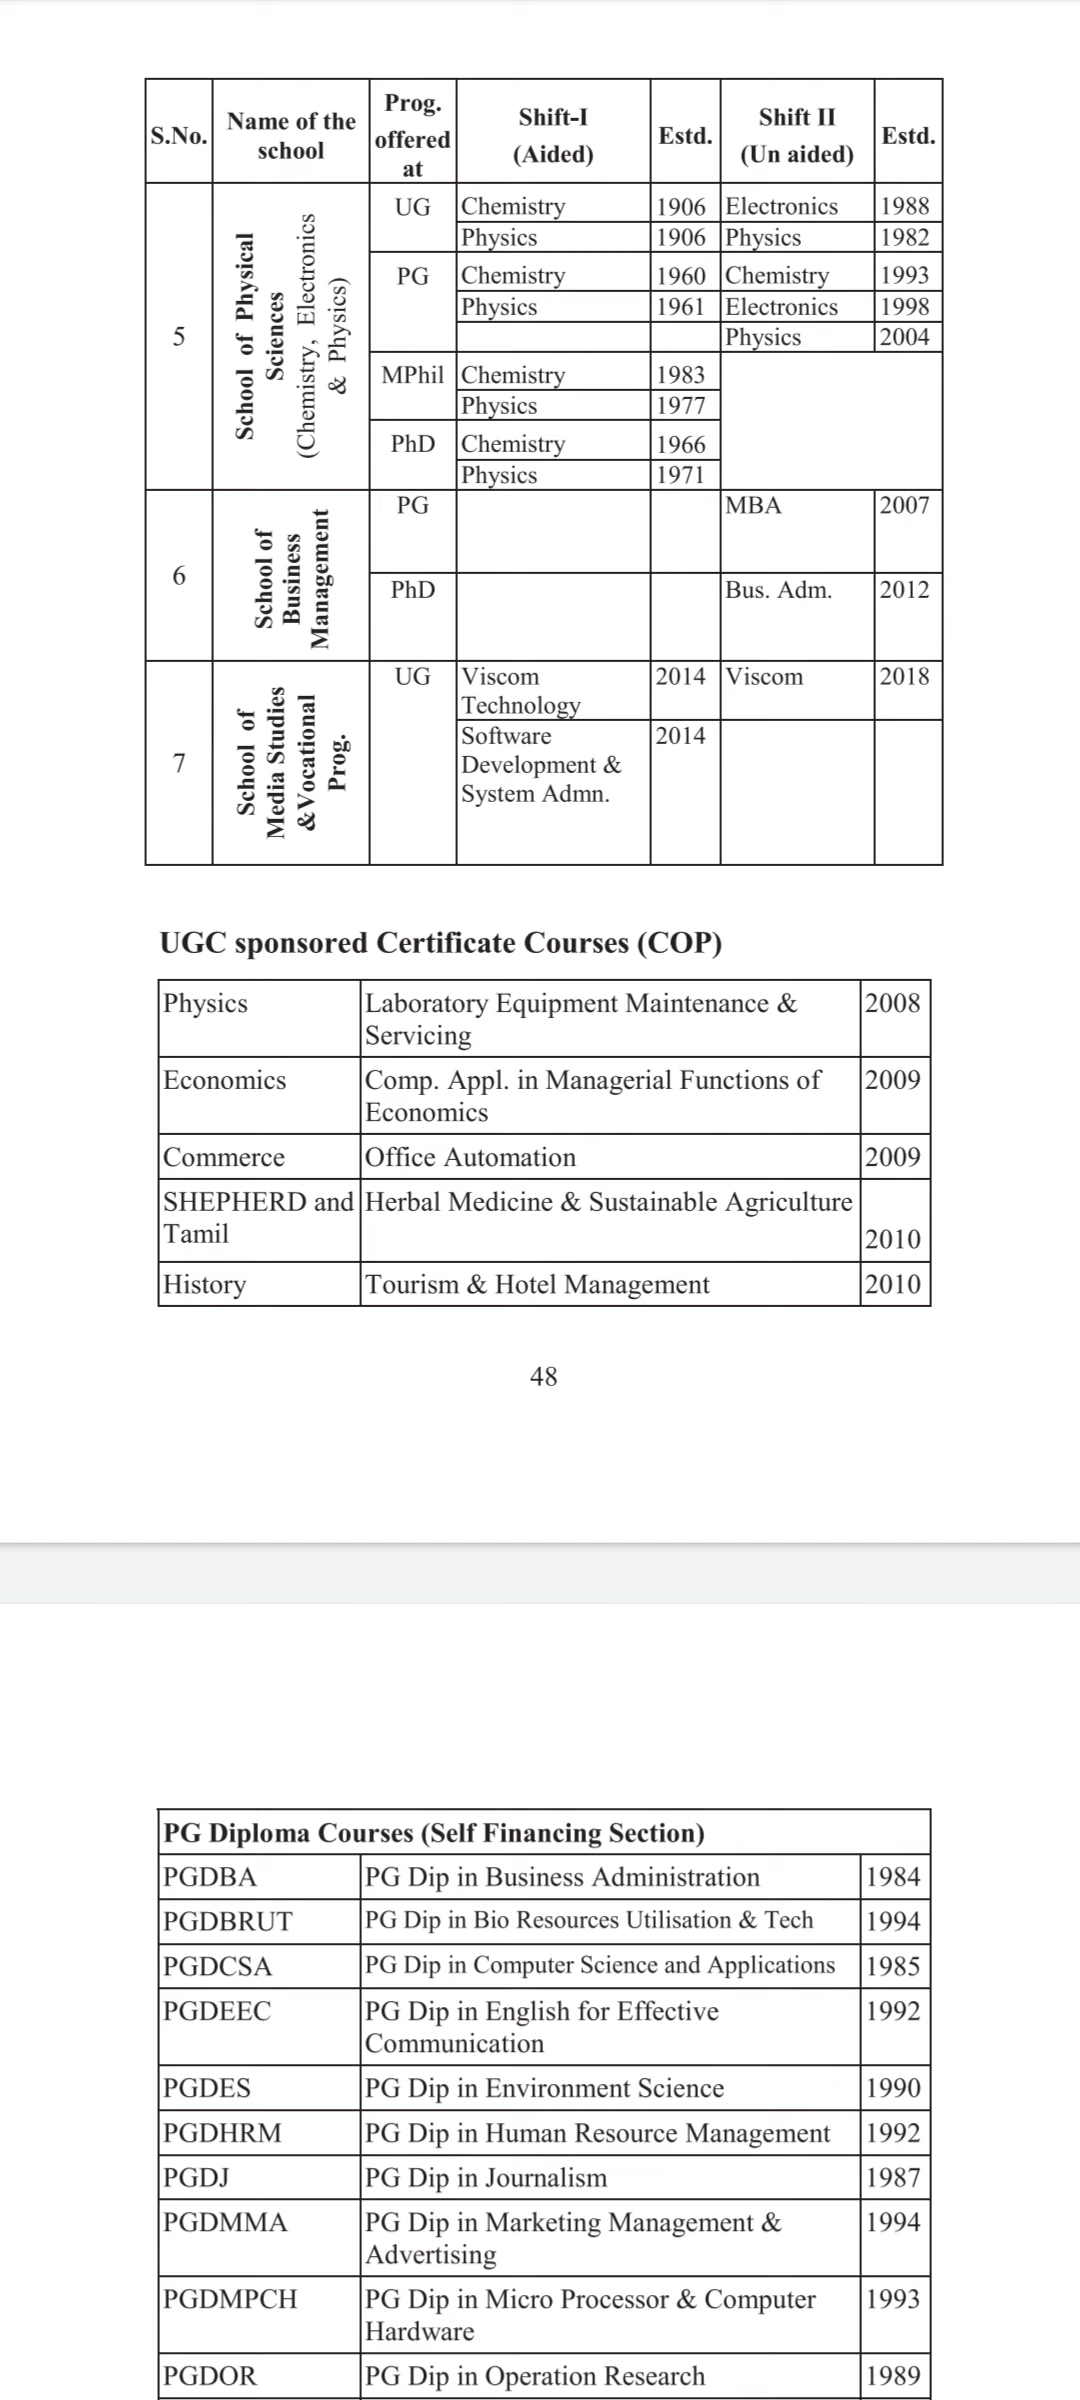 S.No. Name of the school Prog. offered at Shift-I (Aided) Estd. Shift II (Un aided) Estd.
5 School of Physical Sciences (Chemistry, Electronics & Physics) UG Chemistry 1906 Electronics 1988
Physics 1906 Physics 1982
PG Chemistry 1960 Chemistry 1993
Physics 1961 Electronics 1998
Physics 2004
MPhil Chemistry 1983
Physics 1977
PhD Chemistry 1966
Physics 1971
6 School of Business Management PG MBA 2007
PhD Bus. Adm. 2012
7 School of Media Studies &Vocational Prog. UG Viscom Technology 2014 Viscom 2018
Software Development & System Admn. 2014
UGC sponsored Certificate Courses (COP)
Physics Laboratory Equipment Maintenance & 2008
Servicing
Economics Comp. Appl. in Managerial Functions of 2009
Economics
Commerce Office Automation 2009
SHEPHERD and Herbal Medicine & Sustainable Agriculture
Tamil 2010
History Tourism & Hotel Management 2010
48
PG Diploma Courses (Self Financing Section)
PGDBA PG Dip in Business Administration 1984
PGDBRUT PG Dip in Bio Resources Utilisation & Tech 1994
PGDCSA PG Dip in Computer Science and Applications 1985
PGDEEC PG Dip in English for Effective 1992
Communication
PGDES PG Dip in Environment Science 1990
PGDHRM PG Dip in Human Resource Management 1992
PGDJ PG Dip in Journalism 1987
PGDMMA PG Dip in Marketing Management & 1994
Advertising
PGDMPCH PG Dip in Micro Processor & Computer 1993
Hardware
PGDOR PG Dip in Operation Research 1989